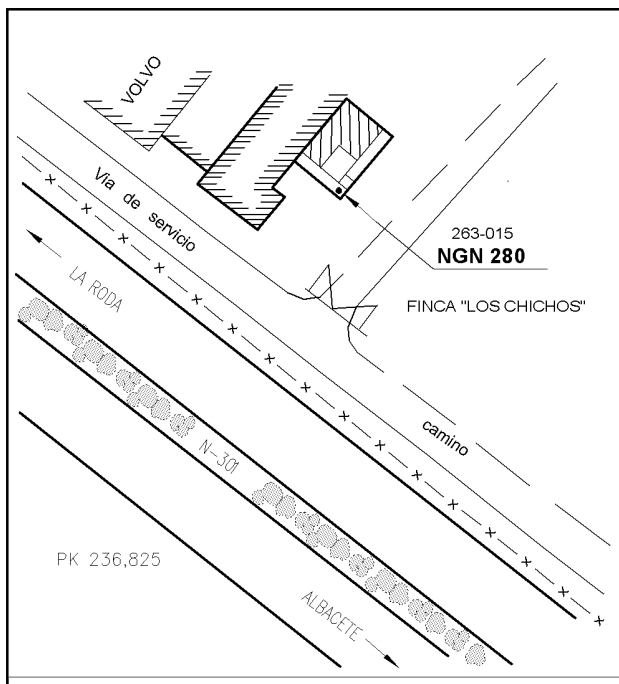 VOLVO
Via de servicio
263-015
NGN 280
LA RODA
FINCA "LOS CHICHOS"
camino
N-301
PK 236,825
ALBACETE